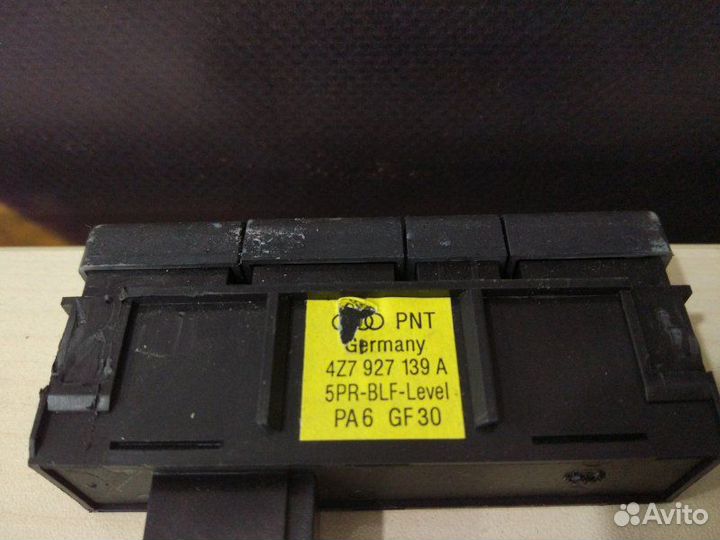 PNT
Germany
4Z7 927 139 A
5PR-BLF-Level
PA6 GF30
Avito